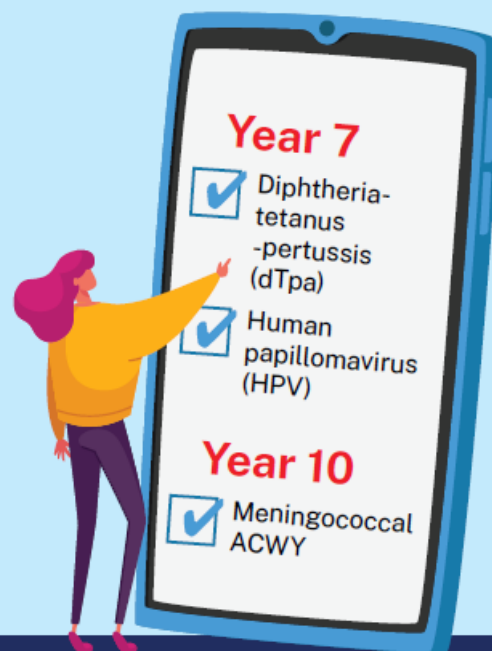 Year 7
Diphtheria-
tetanus
-pertussis
(dTpa)
Human
papillomavirus
(HPV)
Year 10
Meningococcal
ACWY